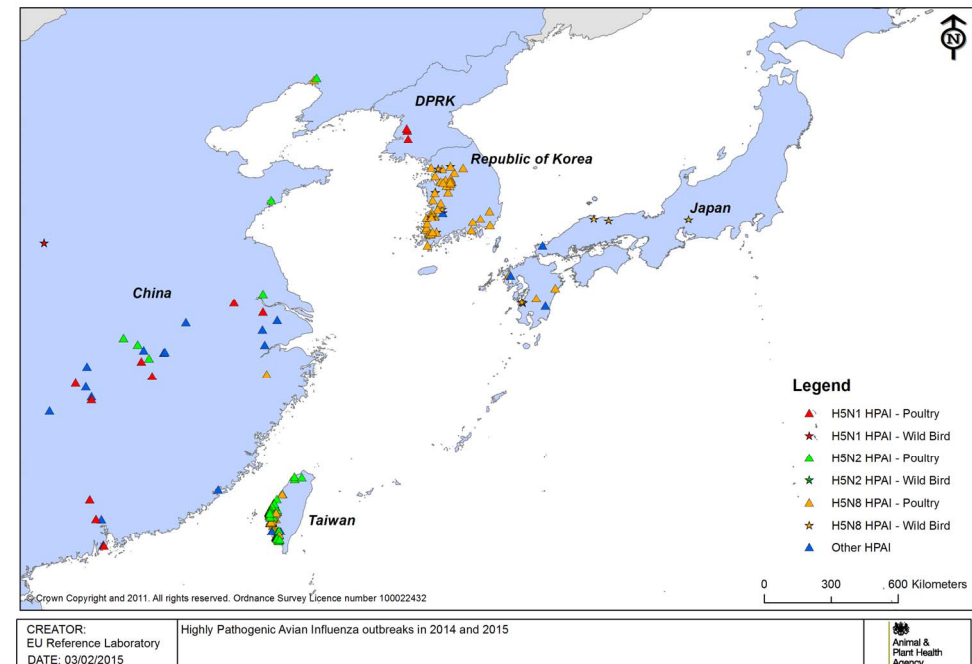 N
DPRK
Republic of Korea
Japan
China
Taiwan
Legend
H5N1 HPAI - Poultry
H5N1 HPAI - Wild Bird
H5N2 HPAI - Poultry
H5N2 HPAI - Wild Bird
H5N8 HPAI - Poultry
H5N8 HPAI - Wild Bird
Other HPAI
0 300 600 Kilometers
© Crown Copyright and 2011. All rights reserved. Ordnance Survey Licence number 100022432
CREATOR:
EU Reference Laboratory
DATE: 03/02/2015
Highly Pathogenic Avian Influenza outbreaks in 2014 and 2015
Animal &
Plant Health
Agency